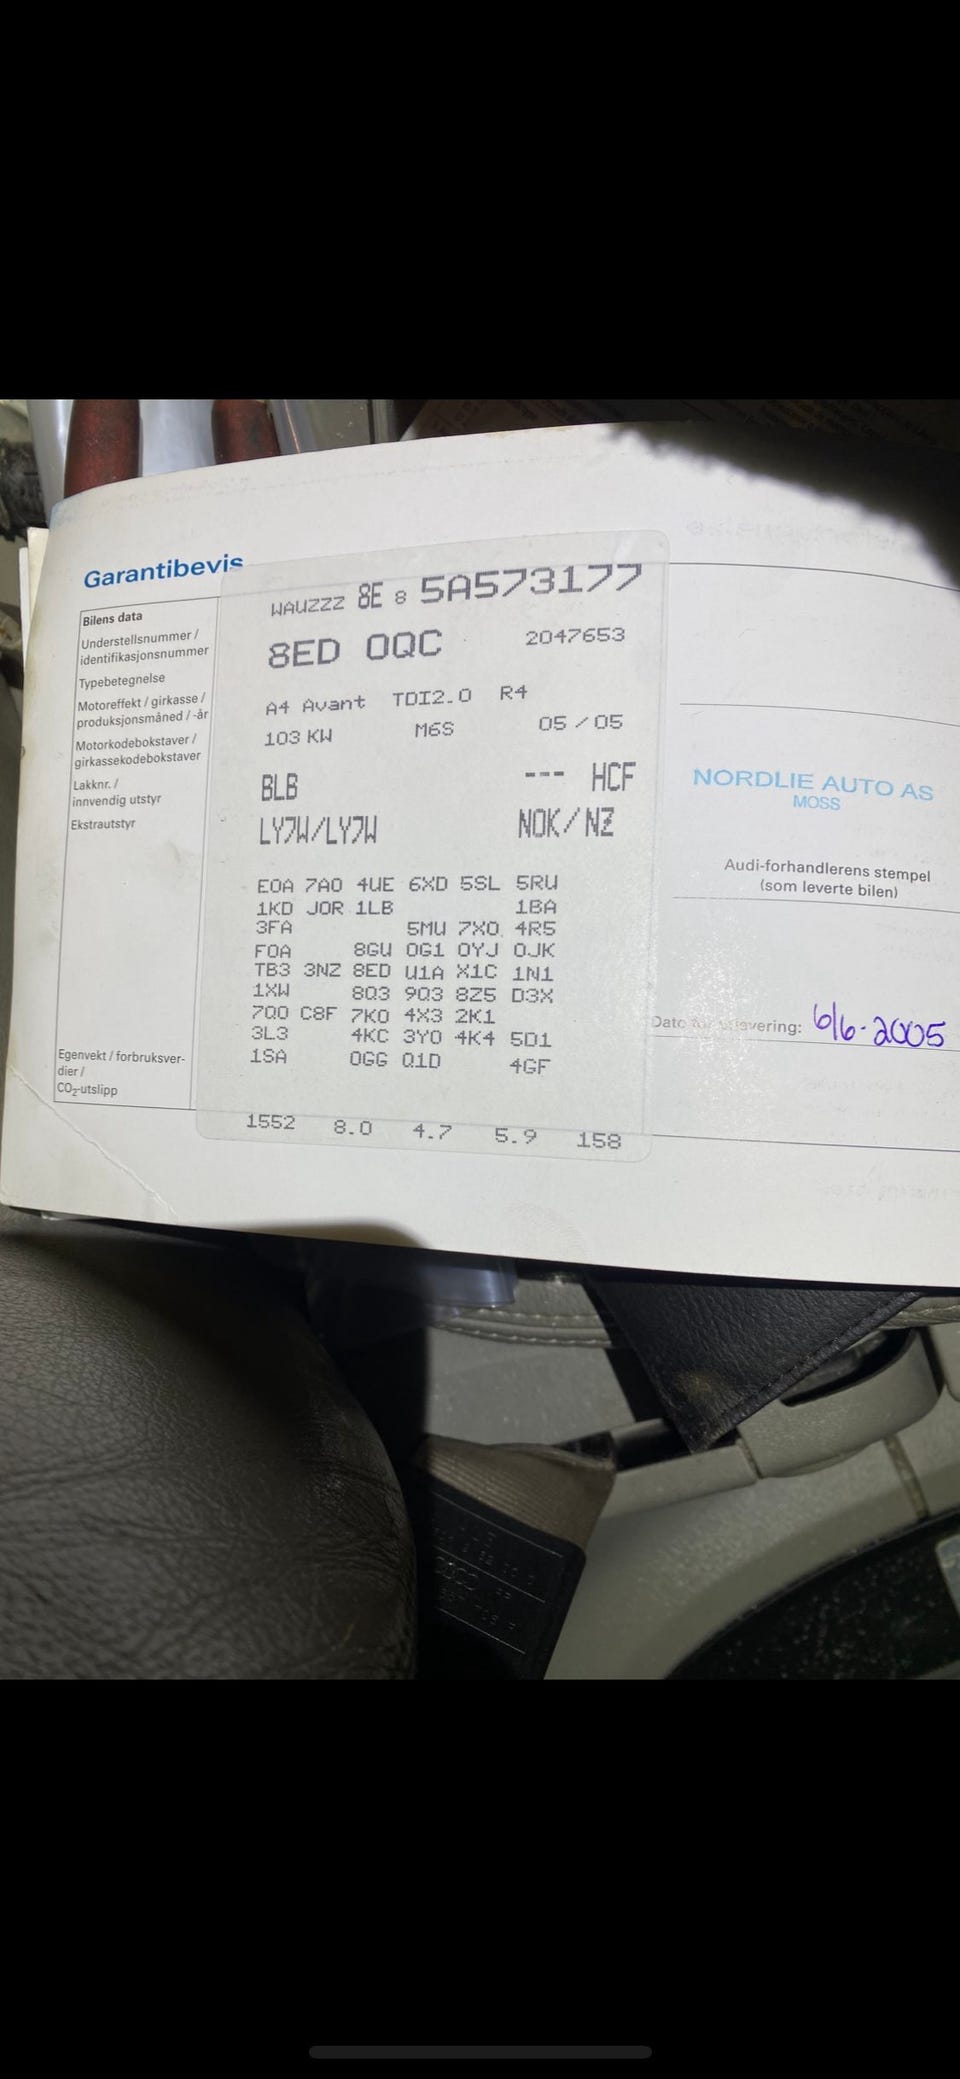 Garantibevis
Bilens data
Understellsnummer /
identifikasjonsnummer
Typebetegnelse
Motoreffekt / girkasse /
produksjonsmåned / -år
Motorkodebokstaver /
girkassekodebokstaver
Lakknr. /
innvendig utstyr
Ekstrautstyr
Egenvekt / forbruksver-
dier /
CO2-utslipp
WAUZZZ 8E 8 5A573177
8ED 0QC 2047653
A4 Avant TDI2.0 R4
103 KW M6S 05 / 05
BLB --- HCF
LY7W/LY7W NOK/NZ
E0A 7A0 4UE 6XD 5SL 5RU
1KD J0R 1LB 1BA
3FA 5MU 7X0 4R5
F0A 8GU 0G1 0YJ 0JK
TB3 3NZ 8ED U1A X1C 1N1
1XW 8Q3 9Q3 8Z5 D3X
7Q0 C8F 7K0 4X3 2K1
3L3 4KC 3Y0 4K4 5D1
1SA 0GG Q1D 4GF
1552 8.0 4.7 5.9 158
NORDLIE AUTO AS
MOSS
Audi-forhandlerens stempel
(som leverte bilen)
Dato for utlevering: 6/6-2005